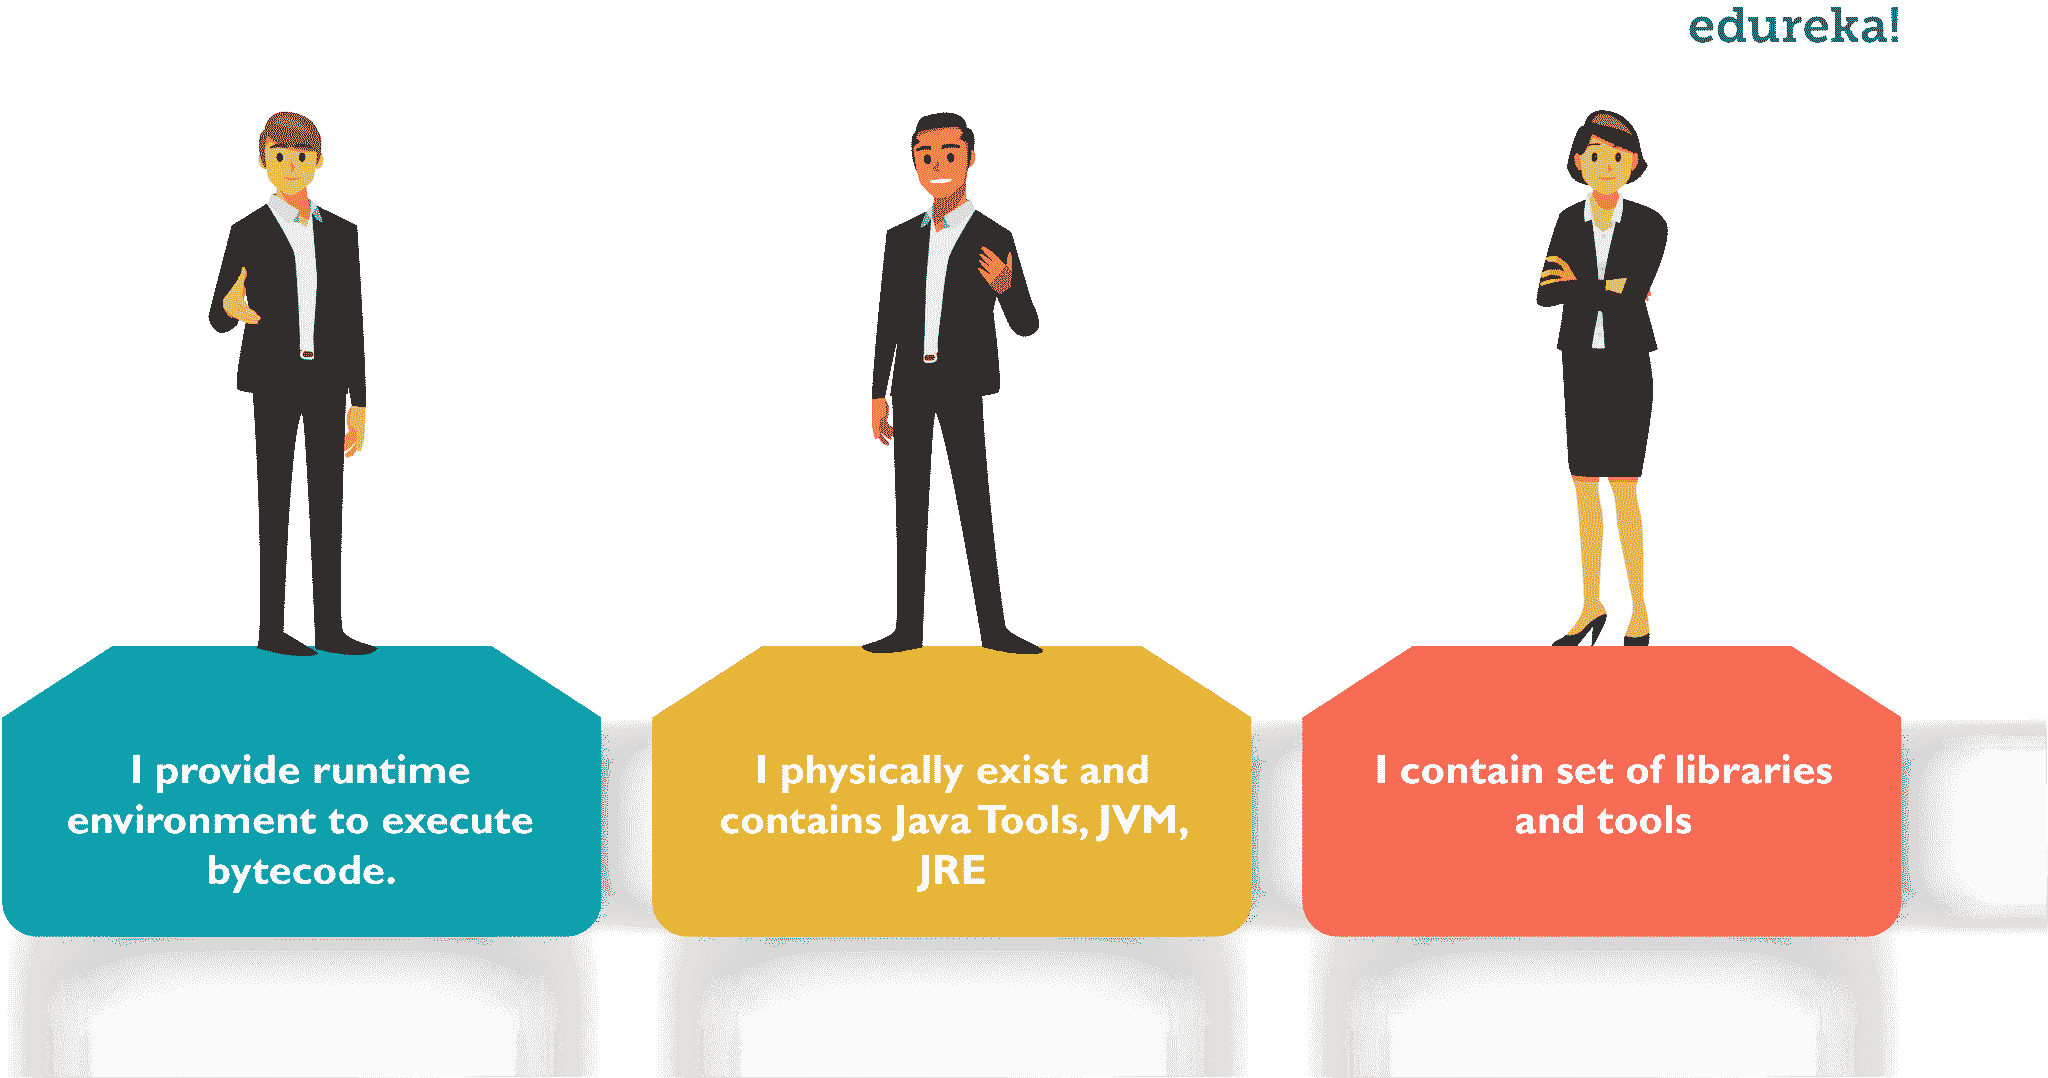 edureka!
I provide runtime
environment to execute
bytecode.
I physically exist and
contains Java Tools, JVM,
JRE
I contain set of libraries
and tools